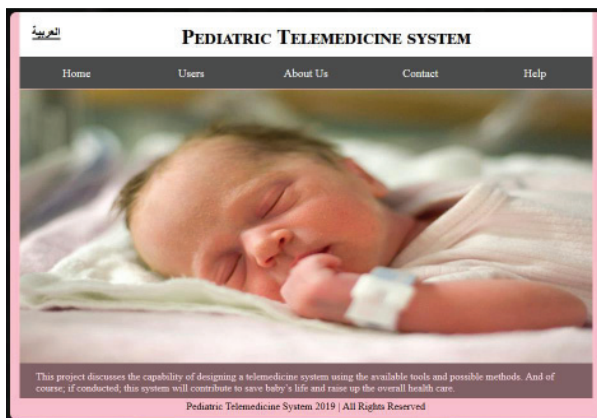 العربية
PEDIATRIC TELEMEDICINE SYSTEM
Home Users About Us Contact Help
This project discusses the capability of designing a telemedicine system using the available tools and possible methods. And of
course; if conducted; this system will contribute to save baby's life and raise up the overall health care.
Pediatric Telemedicine System 2019 | All Rights Reserved